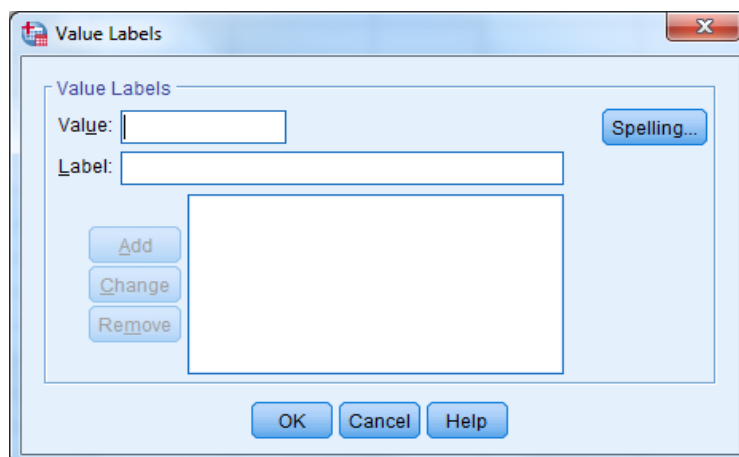 Value Labels
Value Labels
Value:
Spelling...
Label:
Add
Change
Remove
OK Cancel Help